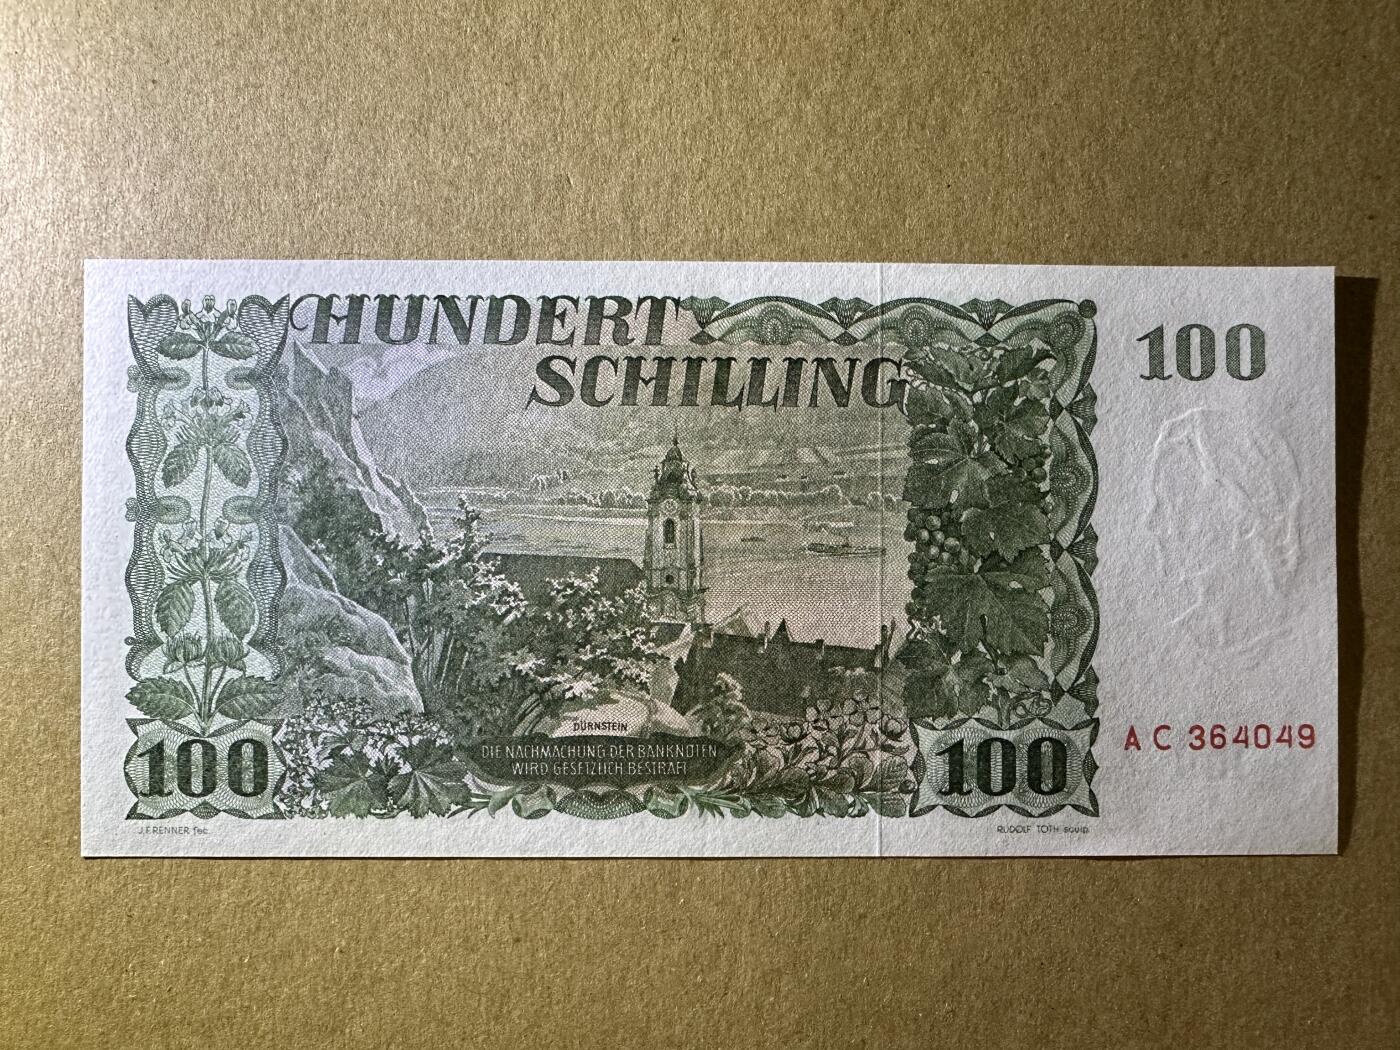 HUNDERT
SCHILLING
100
DÜRNSTEIN
DIE NACHMACHUNG DER BANKNOTEN
WIRD GESETZLICH BESTRAFT
AC 364049
100
100
J.F.RENNER fec.
RUDOLF TOTH sculp.